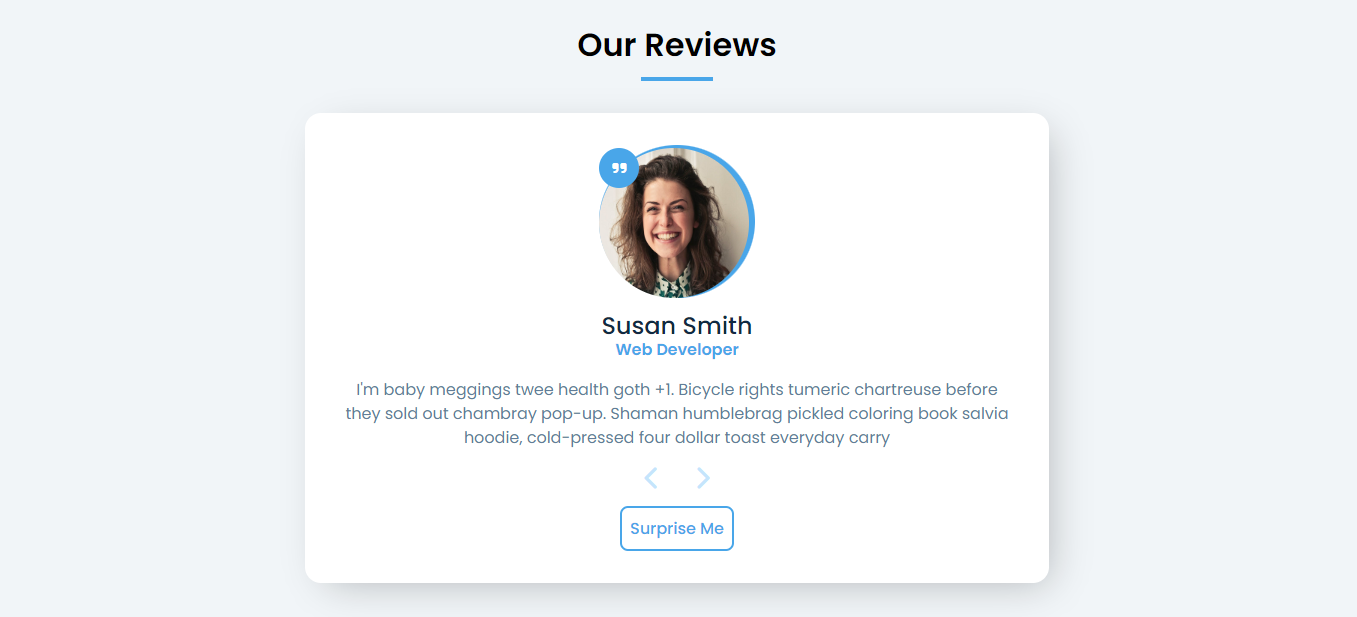 Our Reviews
Susan Smith
Web Developer
I'm baby meggings twee health goth +1. Bicycle rights tumeric chartreuse before
they sold out chambray pop-up. Shaman humblebrag pickled coloring book salvia
hoodie, cold-pressed four dollar toast everyday carry
Surprise Me